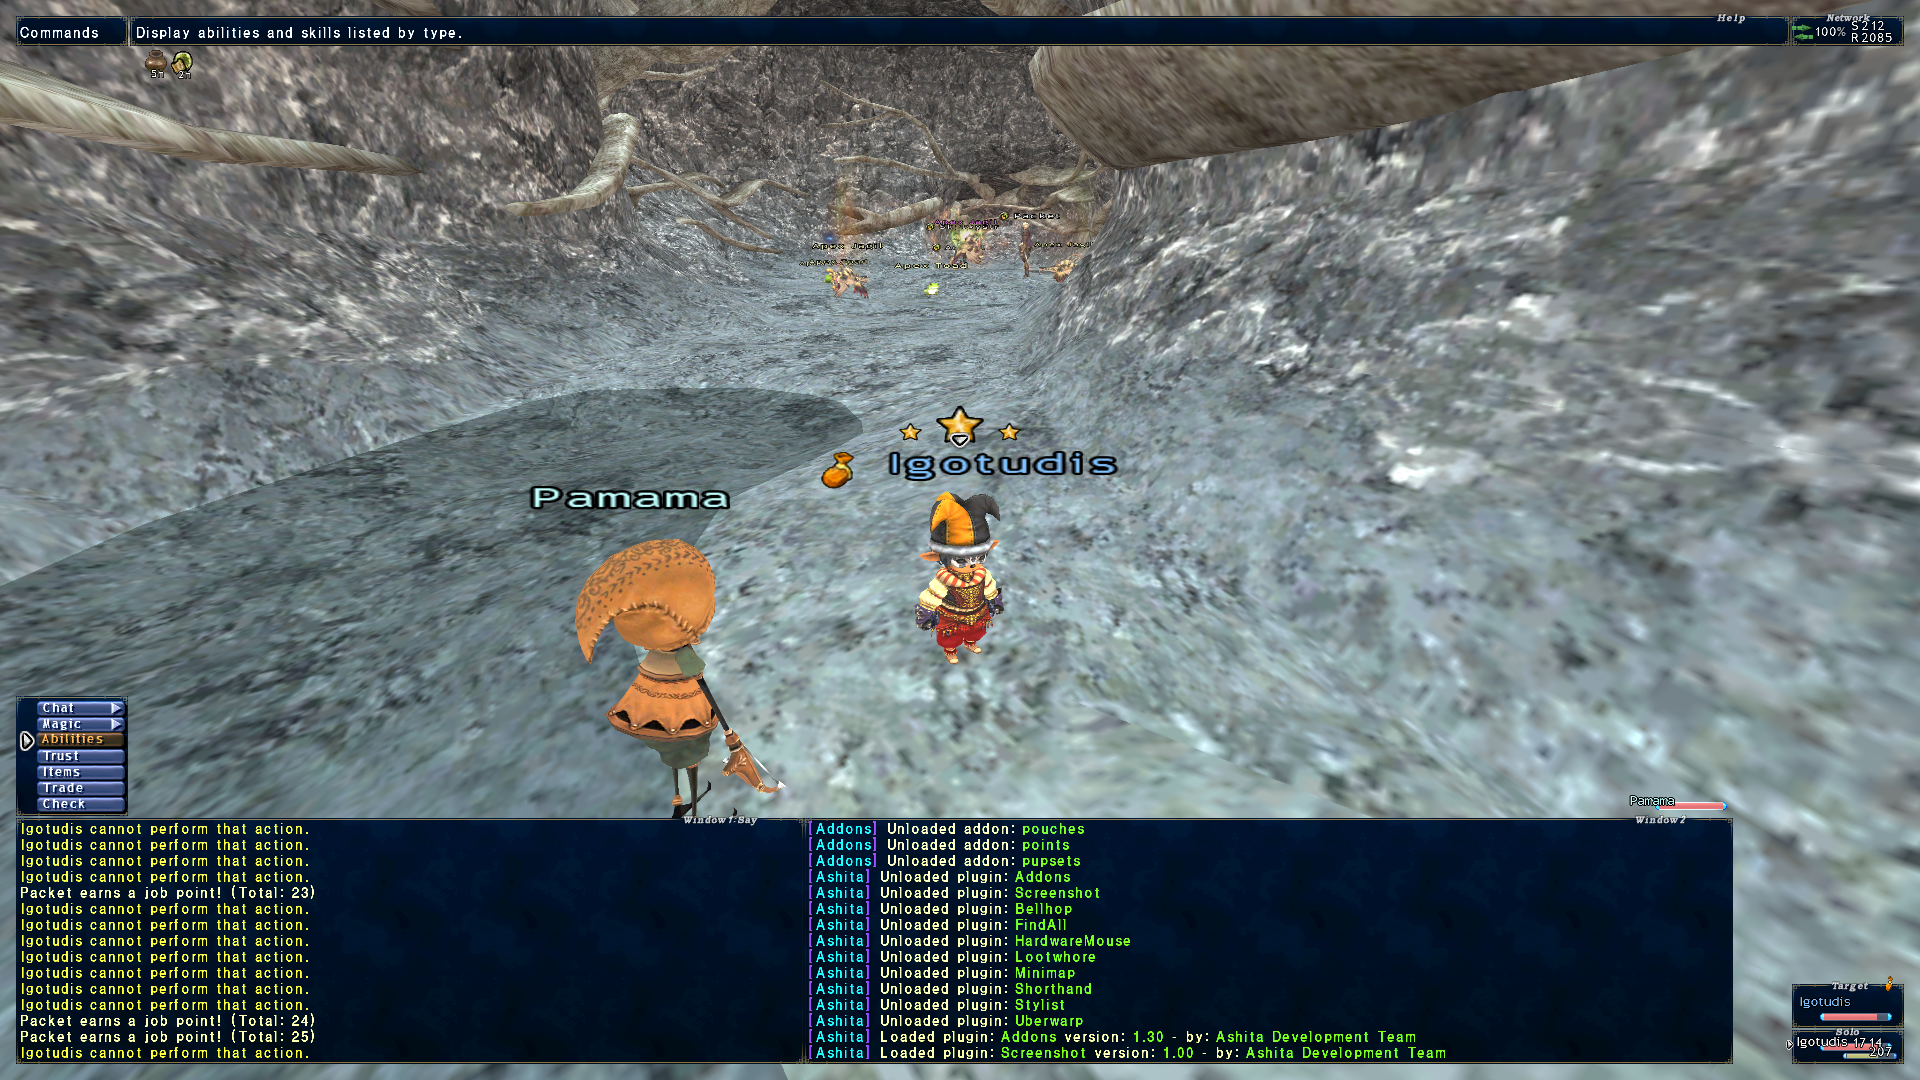 Commands
Display abilities and skills listed by type.
Help
Network
100%
S 212
R 2085
5h
2h
Packet
Apex Jagil
Apex Toad
Igotudis
Pamama
Chat
Magic
Abilities
Trust
Items
Trade
Check
Pamama
Window1:Say
Igotudis cannot perform that action.
Igotudis cannot perform that action.
Igotudis cannot perform that action.
Igotudis cannot perform that action.
Packet earns a job point! (Total: 23)
Igotudis cannot perform that action.
Igotudis cannot perform that action.
Igotudis cannot perform that action.
Igotudis cannot perform that action.
Igotudis cannot perform that action.
Igotudis cannot perform that action.
Igotudis cannot perform that action.
Packet earns a job point! (Total: 24)
Packet earns a job point! (Total: 25)
Igotudis cannot perform that action.
Window2
[Addons] Unloaded addon: pouches
[Addons] Unloaded addon: points
[Addons] Unloaded addon: pupsets
[Ashita] Unloaded plugin: Addons
[Ashita] Unloaded plugin: Screenshot
[Ashita] Unloaded plugin: Bellhop
[Ashita] Unloaded plugin: FindAll
[Ashita] Unloaded plugin: HardwareMouse
[Ashita] Unloaded plugin: Lootwhore
[Ashita] Unloaded plugin: Minimap
[Ashita] Unloaded plugin: Shorthand
[Ashita] Unloaded plugin: Stylist
[Ashita] Unloaded plugin: Uberwarp
[Ashita] Loaded plugin: Addons version: 1.30 - by: Ashita Development Team
[Ashita] Loaded plugin: Screenshot version: 1.00 - by: Ashita Development Team
Target
Igotudis
Solo
Igotudis 1714
207